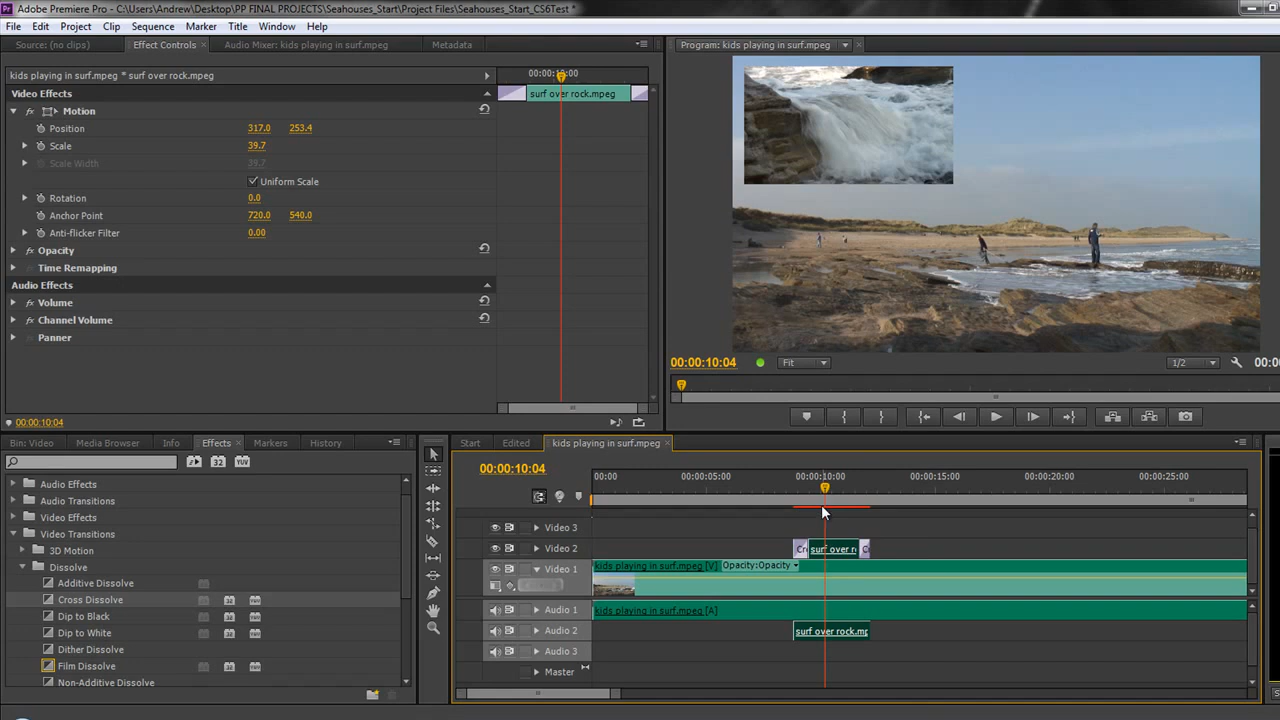 Adobe Premiere Pro - C:\Users\Andrew\Desktop\PP FINAL PROJECTS\Seahouses_Start\Project Files\Seahouses_Start_CS6Test *
File Edit Project Clip Sequence Marker Title Window Help
Source: (no clips) Effect Controls Audio Mixer: kids playing in surf.mpeg Metadata
Program: kids playing in surf.mpeg
kids playing in surf.mpeg * surf over rock.mpeg
00:00:10:00
Video Effects
surf over rock.mpeg
fx Motion
Position 317.0 253.4
Scale 39.7
Scale Width 39.7
Uniform Scale
Rotation 0.0
Anchor Point 720.0 540.0
Anti-flicker Filter 0.00
fx Opacity
Time Remapping
Audio Effects
fx Volume
fx Channel Volume
Panner
00:00:10:04
00:00:10:04 Fit 1/2 00:00
Bin: Video Media Browser Info Effects Markers History
32 YUV
Audio Effects
Audio Transitions
Video Effects
Video Transitions
3D Motion
Dissolve
Additive Dissolve
Cross Dissolve
Dip to Black
Dip to White
Dither Dissolve
Film Dissolve
Non-Additive Dissolve
Start Edited kids playing in surf.mpeg
00:00:10:04
00:00 00:00:05:00 00:00:10:00 00:00:15:00 00:00:20:00 00:00:25:00
Video 3
Video 2 Cr surf over r C
Video 1 kids playing in surf.mpeg [V] Opacity:Opacity
Audio 1 kids playing in surf.mpeg [A]
Audio 2 surf over rock.mp
Audio 3
Master